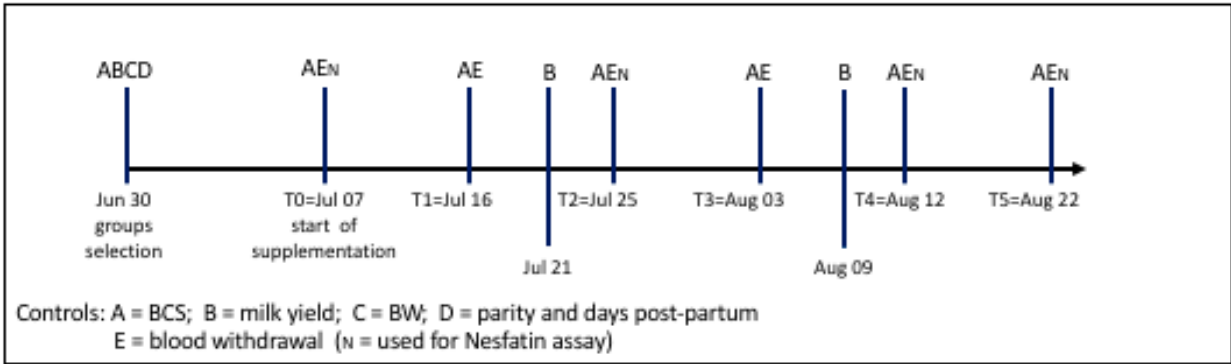 ABCD AEN AE B AEN AE B AEN AEN
Jun 30 T0=Jul 07 T1=Jul 16 T2=Jul 25 T3=Aug 03 T4=Aug 12 T5=Aug 22
groups start of
selection supplementation
Jul 21 Aug 09
Controls: A = BCS; B = milk yield; C = BW; D = parity and days post-partum
E = blood withdrawal (N = used for Nesfatin assay)